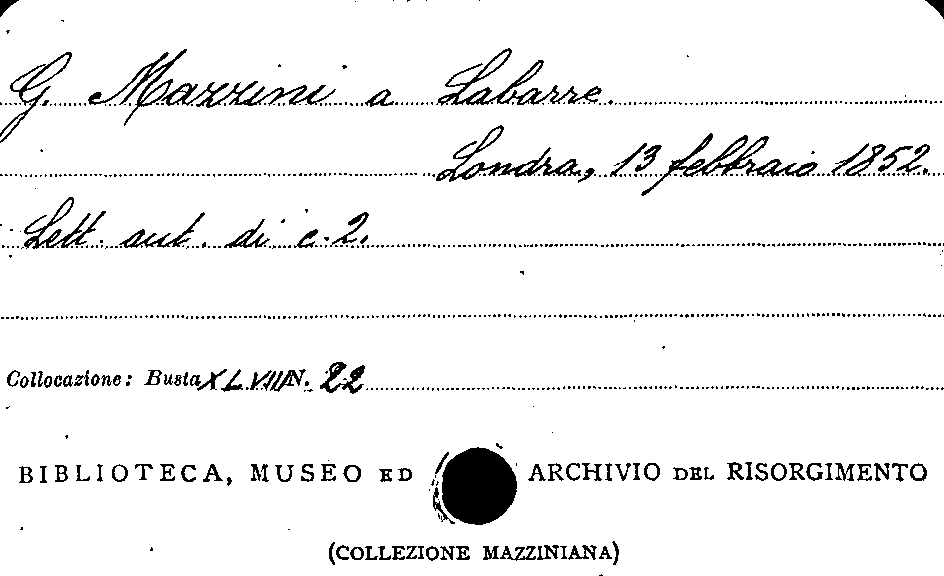 G. Mazzini a Labarre.
Londra, 13 febbraio 1852.
Lett. aut. di c. 2.
Collocazione: Busta XLVIII N. 22
BIBLIOTECA, MUSEO ED ARCHIVIO DEL RISORGIMENTO
(COLLEZIONE MAZZINIANA)